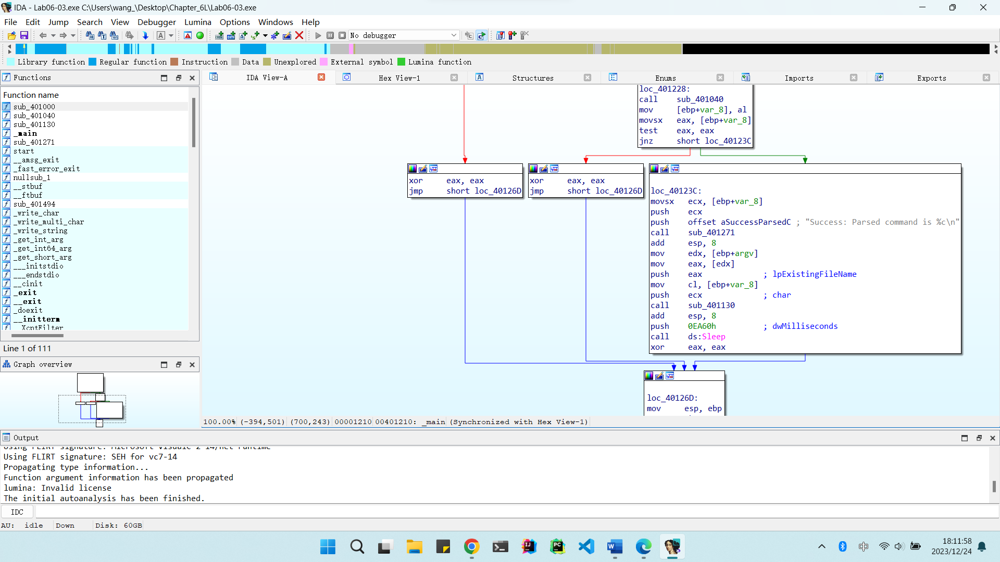 IDA - Lab06-03.exe C:\Users\wang_\Desktop\Chapter_6L\Lab06-03.exe
File Edit Jump Search View Debugger Lumina Options Windows Help
No debugger
Library function Regular function Instruction Data Unexplored External symbol Lumina function
Functions
IDA View-A
Hex View-1
Structures
Enums
Imports
Exports
Function name
sub_401000
sub_401040
sub_401130
_main
sub_401271
start
__amsg_exit
_fast_error_exit
nullsub_1
__stbuf
__ftbuf
sub_401494
_write_char
_write_multi_char
_write_string
_get_int_arg
_get_int64_arg
_get_short_arg
___initstdio
___endstdio
__cinit
_exit
__exit
_doexit
__initterm
__XcptFilter
Line 1 of 111
Graph overview
loc_401228:
call sub_401040
mov [ebp+var_8], al
movsx eax, [ebp+var_8]
test eax, eax
jnz short loc_40123C
xor eax, eax
jmp short loc_40126D
xor eax, eax
jmp short loc_40126D
loc_40123C:
movsx ecx, [ebp+var_8]
push ecx
push offset aSuccessParsedC ; "Success: Parsed command is %c\n"
call sub_401271
add esp, 8
mov edx, [ebp+argv]
mov eax, [edx]
push eax ; lpExistingFileName
mov cl, [ebp+var_8]
push ecx ; char
call sub_401130
add esp, 8
push 0EA60h ; dwMilliseconds
call ds:Sleep
xor eax, eax
loc_40126D:
mov esp, ebp
100.00% (-394,501) (700,243) 00001210 00401210: _main (Synchronized with Hex View-1)
Output
Using FLIRT signature: SEH for vc7-14
Propagating type information...
Function argument information has been propagated
lumina: Invalid license
The initial autoanalysis has been finished.
IDC
AU: idle Down Disk: 60GB
中
18:11:58
2023/12/24